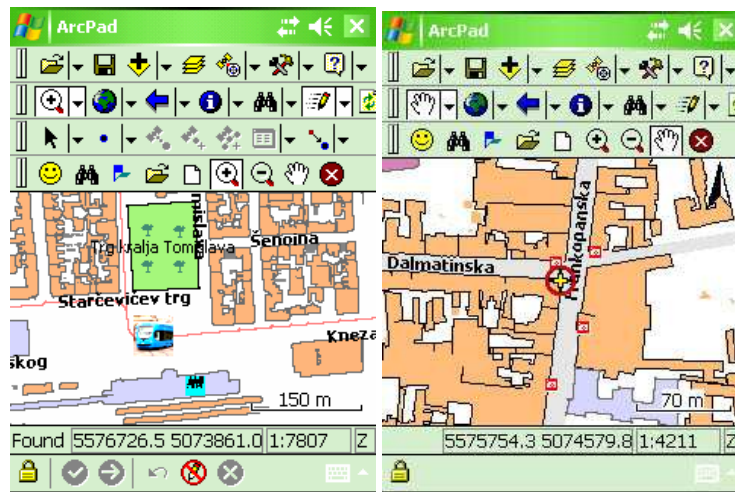 ArcPad
Trg kralja Tomislava
Šenoina
Starčevićev trg
Kneza
škog
150 m
Found 5576726.5 5073861.0 1:7807 Z
ArcPad
Frankopanska
Dalmatinska
70 m
5575754.3 5074579.8 1:4211 Z